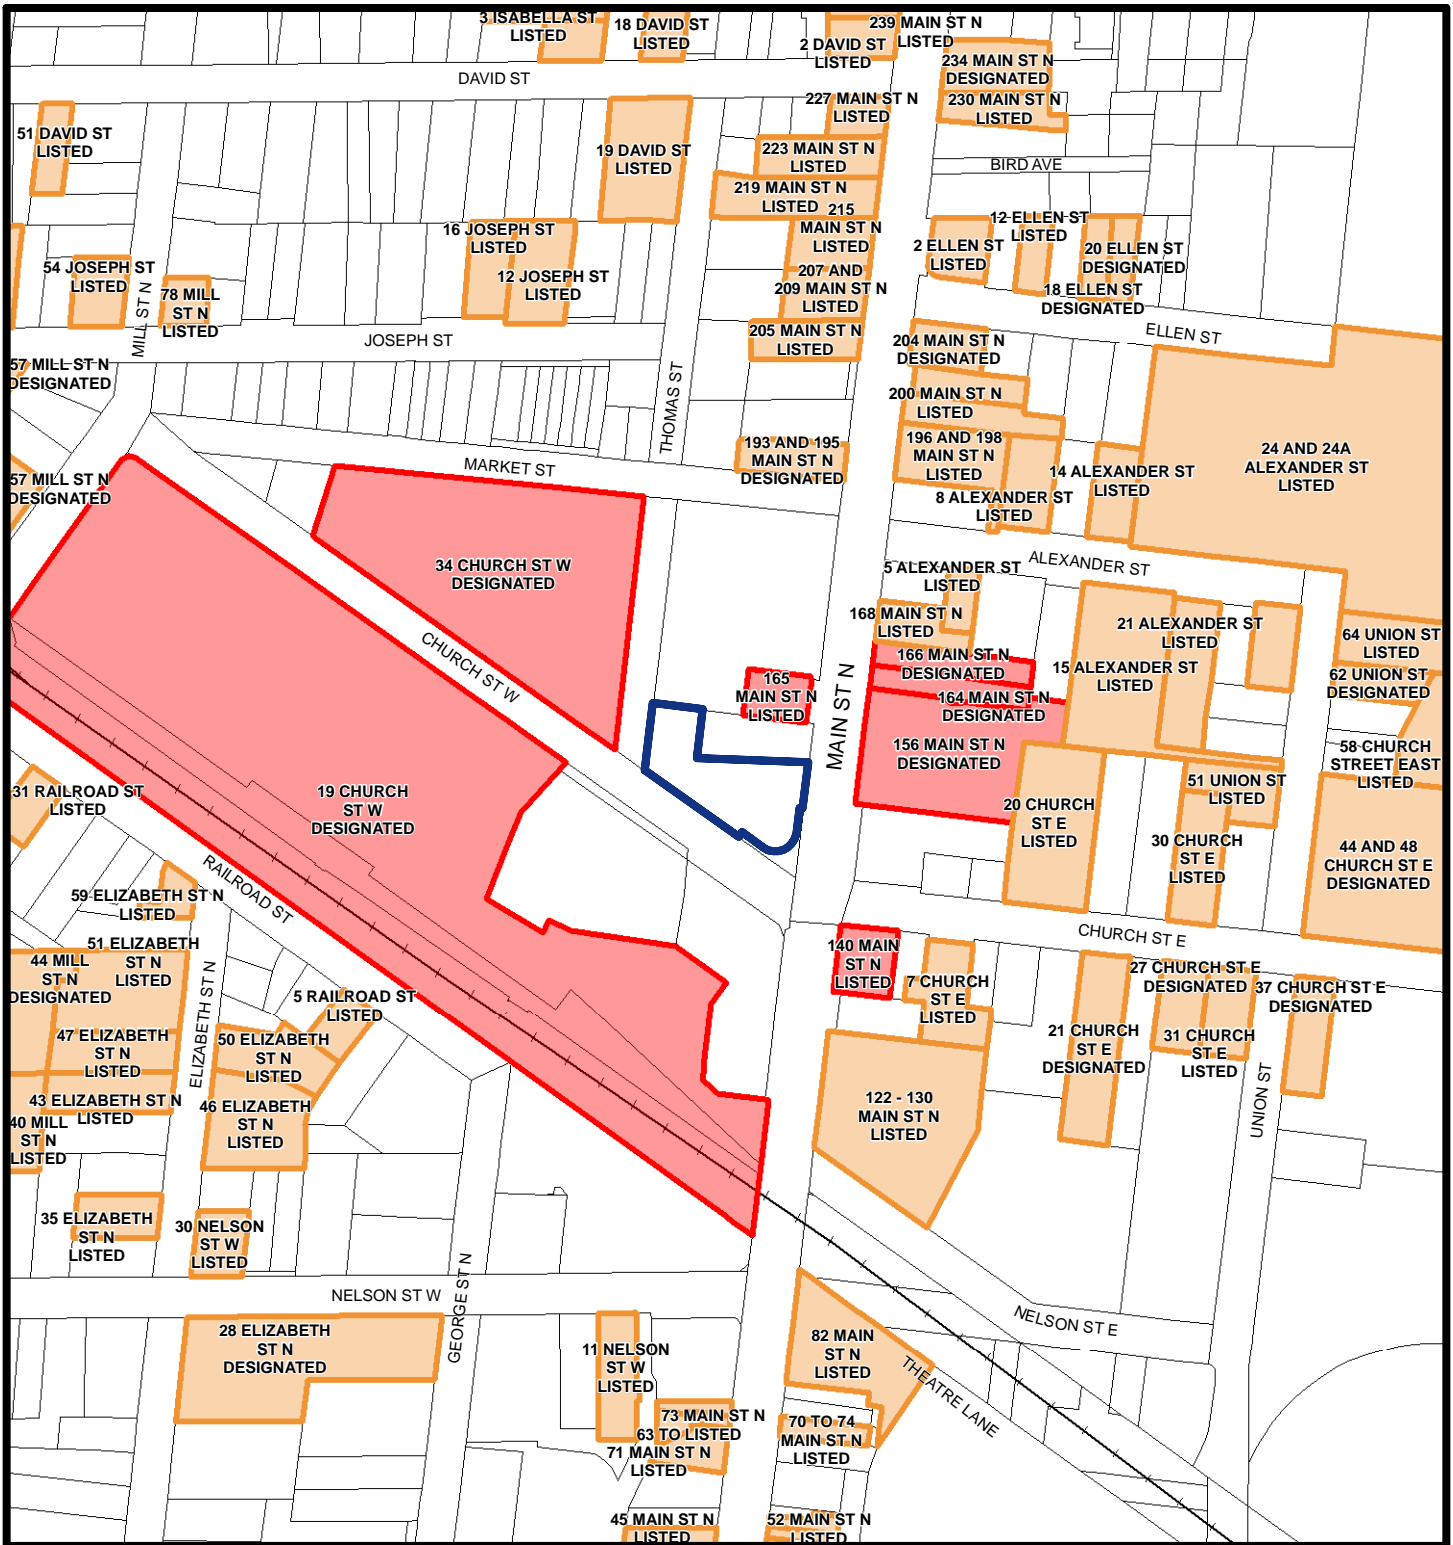 3 ISABELLA ST
LISTED
18 DAVID ST
LISTED
239 MAIN ST N
LISTED
2 DAVID ST
LISTED
234 MAIN ST N
DESIGNATED
230 MAIN ST N
LISTED
DAVID ST
227 MAIN ST N
LISTED
51 DAVID ST
LISTED
19 DAVID ST
LISTED
223 MAIN ST N
LISTED
BIRD AVE
219 MAIN ST N
LISTED
215
MAIN ST N
LISTED
16 JOSEPH ST
LISTED
12 JOSEPH ST
LISTED
12 ELLEN ST
LISTED
2 ELLEN ST
LISTED
20 ELLEN ST
DESIGNATED
18 ELLEN ST
DESIGNATED
54 JOSEPH ST
LISTED
78 MILL
ST N
LISTED
MILL ST N
207 AND
209 MAIN ST N
LISTED
205 MAIN ST N
LISTED
JOSEPH ST
ELLEN ST
204 MAIN ST N
DESIGNATED
57 MILL ST N
DESIGNATED
200 MAIN ST N
LISTED
THOMAS ST
193 AND 195
MAIN ST N
DESIGNATED
196 AND 198
MAIN ST N
LISTED
24 AND 24A
ALEXANDER ST
LISTED
MARKET ST
14 ALEXANDER ST
LISTED
8 ALEXANDER ST
LISTED
57 MILL ST N
DESIGNATED
34 CHURCH ST W
DESIGNATED
ALEXANDER ST
5 ALEXANDER ST
LISTED
168 MAIN ST N
LISTED
21 ALEXANDER ST
LISTED
64 UNION ST
LISTED
CHURCH ST W
166 MAIN ST N
DESIGNATED
15 ALEXANDER ST
LISTED
62 UNION ST
DESIGNATED
165
MAIN ST N
LISTED
164 MAIN ST N
DESIGNATED
MAIN ST N
156 MAIN ST N
DESIGNATED
58 CHURCH
STREET EAST
LISTED
51 UNION ST
LISTED
31 RAILROAD ST
LISTED
19 CHURCH
ST W
DESIGNATED
20 CHURCH
ST E
LISTED
30 CHURCH
ST E
LISTED
44 AND 48
CHURCH ST E
DESIGNATED
RAILROAD ST
59 ELIZABETH ST N
LISTED
CHURCH ST E
51 ELIZABETH
ST N
LISTED
44 MILL
ST N
DESIGNATED
140 MAIN
ST N
LISTED
7 CHURCH
ST E
LISTED
27 CHURCH ST E
DESIGNATED
37 CHURCH ST E
DESIGNATED
5 RAILROAD ST
LISTED
ELIZABETH ST N
47 ELIZABETH
ST N
LISTED
50 ELIZABETH
ST N
LISTED
21 CHURCH
ST E
DESIGNATED
31 CHURCH
ST E
LISTED
43 ELIZABETH ST N
LISTED
46 ELIZABETH
ST N
LISTED
122 - 130
MAIN ST N
LISTED
UNION ST
40 MILL
ST N
LISTED
35 ELIZABETH
ST N
LISTED
30 NELSON
ST W
LISTED
GEORGE ST N
NELSON ST W
NELSON ST E
28 ELIZABETH
ST N
DESIGNATED
11 NELSON
ST W
LISTED
82 MAIN
ST N
LISTED
THEATRE LANE
73 MAIN ST N
LISTED
63 TO
71 MAIN ST N
LISTED
70 TO 74
MAIN ST N
LISTED
45 MAIN ST N
LISTED
52 MAIN ST N
LISTED